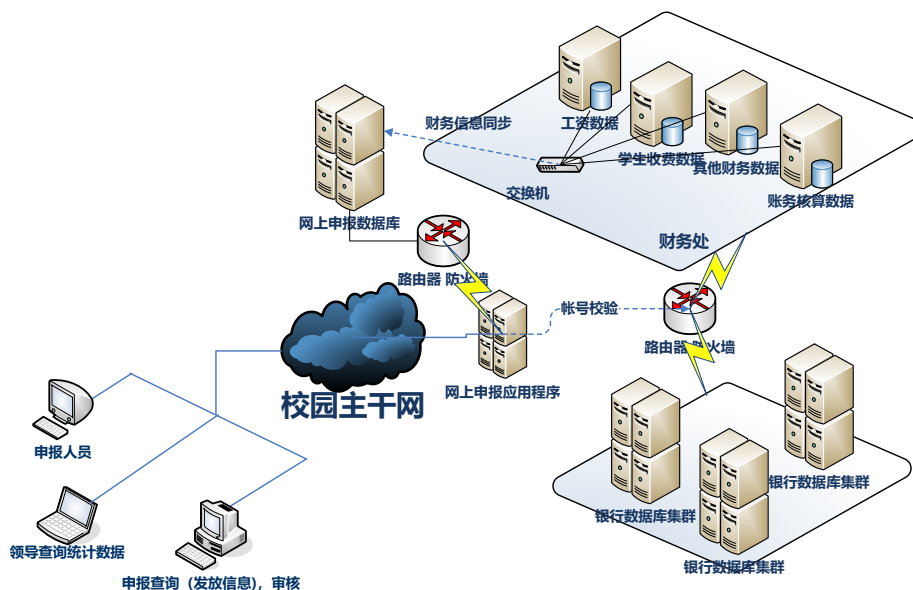 财务信息同步
工资数据
学生收费数据
其他财务数据
交换机
账务核算数据
网上申报数据库
财务处
路由器 防火墙
帐号校验
路由器 防火墙
网上申报应用程序
校园主干网
申报人员
银行数据库集群
银行数据库集群
领导查询统计数据
银行数据库集群
申报查询（发放信息），审核